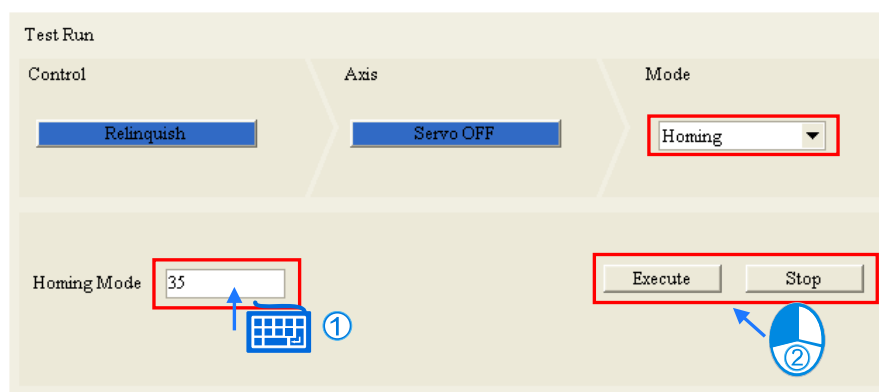 Test Run
Control Axis Mode
Relinquish Servo OFF Homing
Homing Mode 35 Execute Stop
①
②